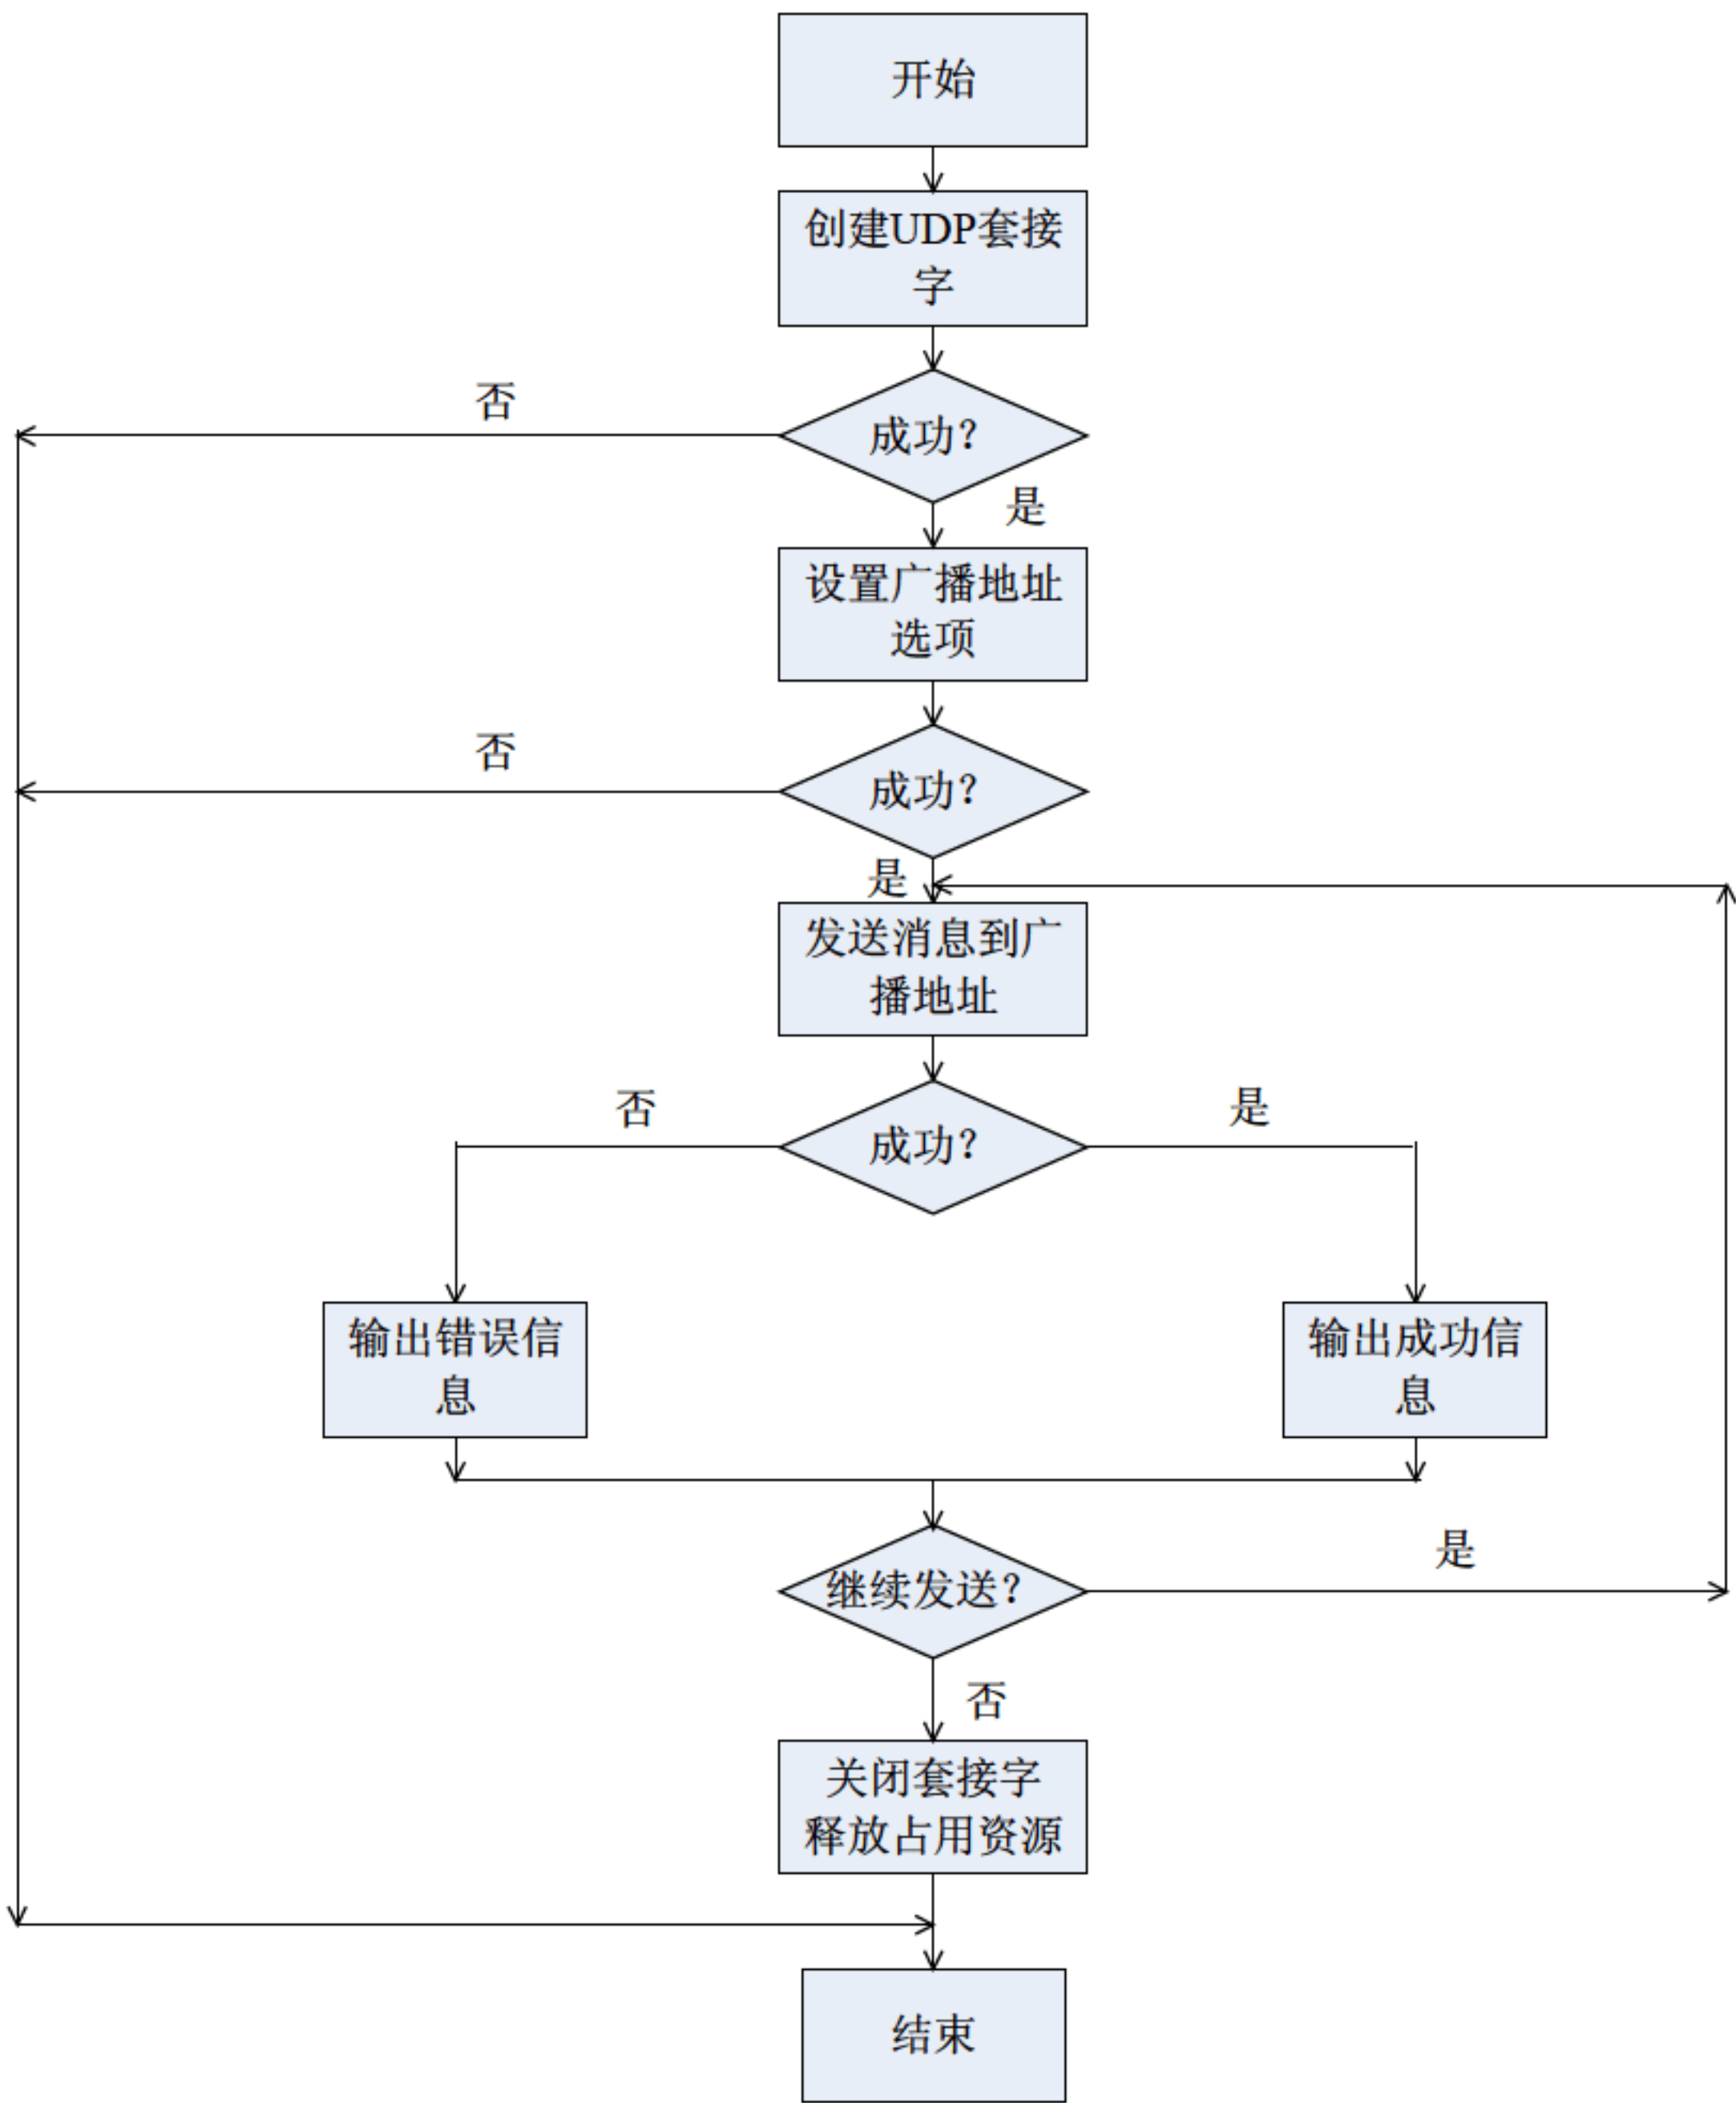 开始
创建UDP套接
字
否
成功?
是
设置广播地址
选项
否
成功?
是
发送消息到广
播地址
否
是
成功?
输出错误信
息
输出成功信
息
是
继续发送?
否
关闭套接字
释放占用资源
结束